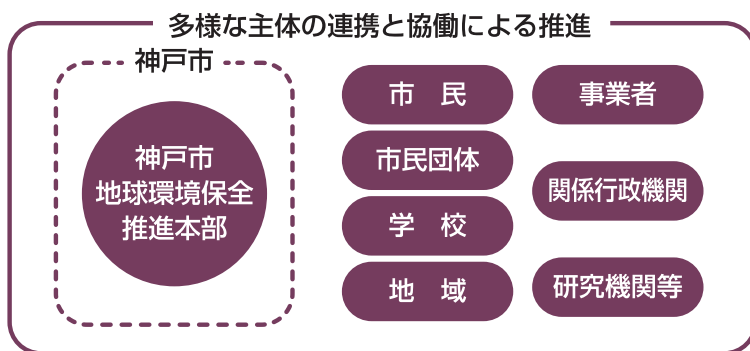 多様な主体の連携と協働による推進
神戸市
神戸市
地球環境保全
推進本部
市　民
市民団体
学　校
地　域
事業者
関係行政機関
研究機関等